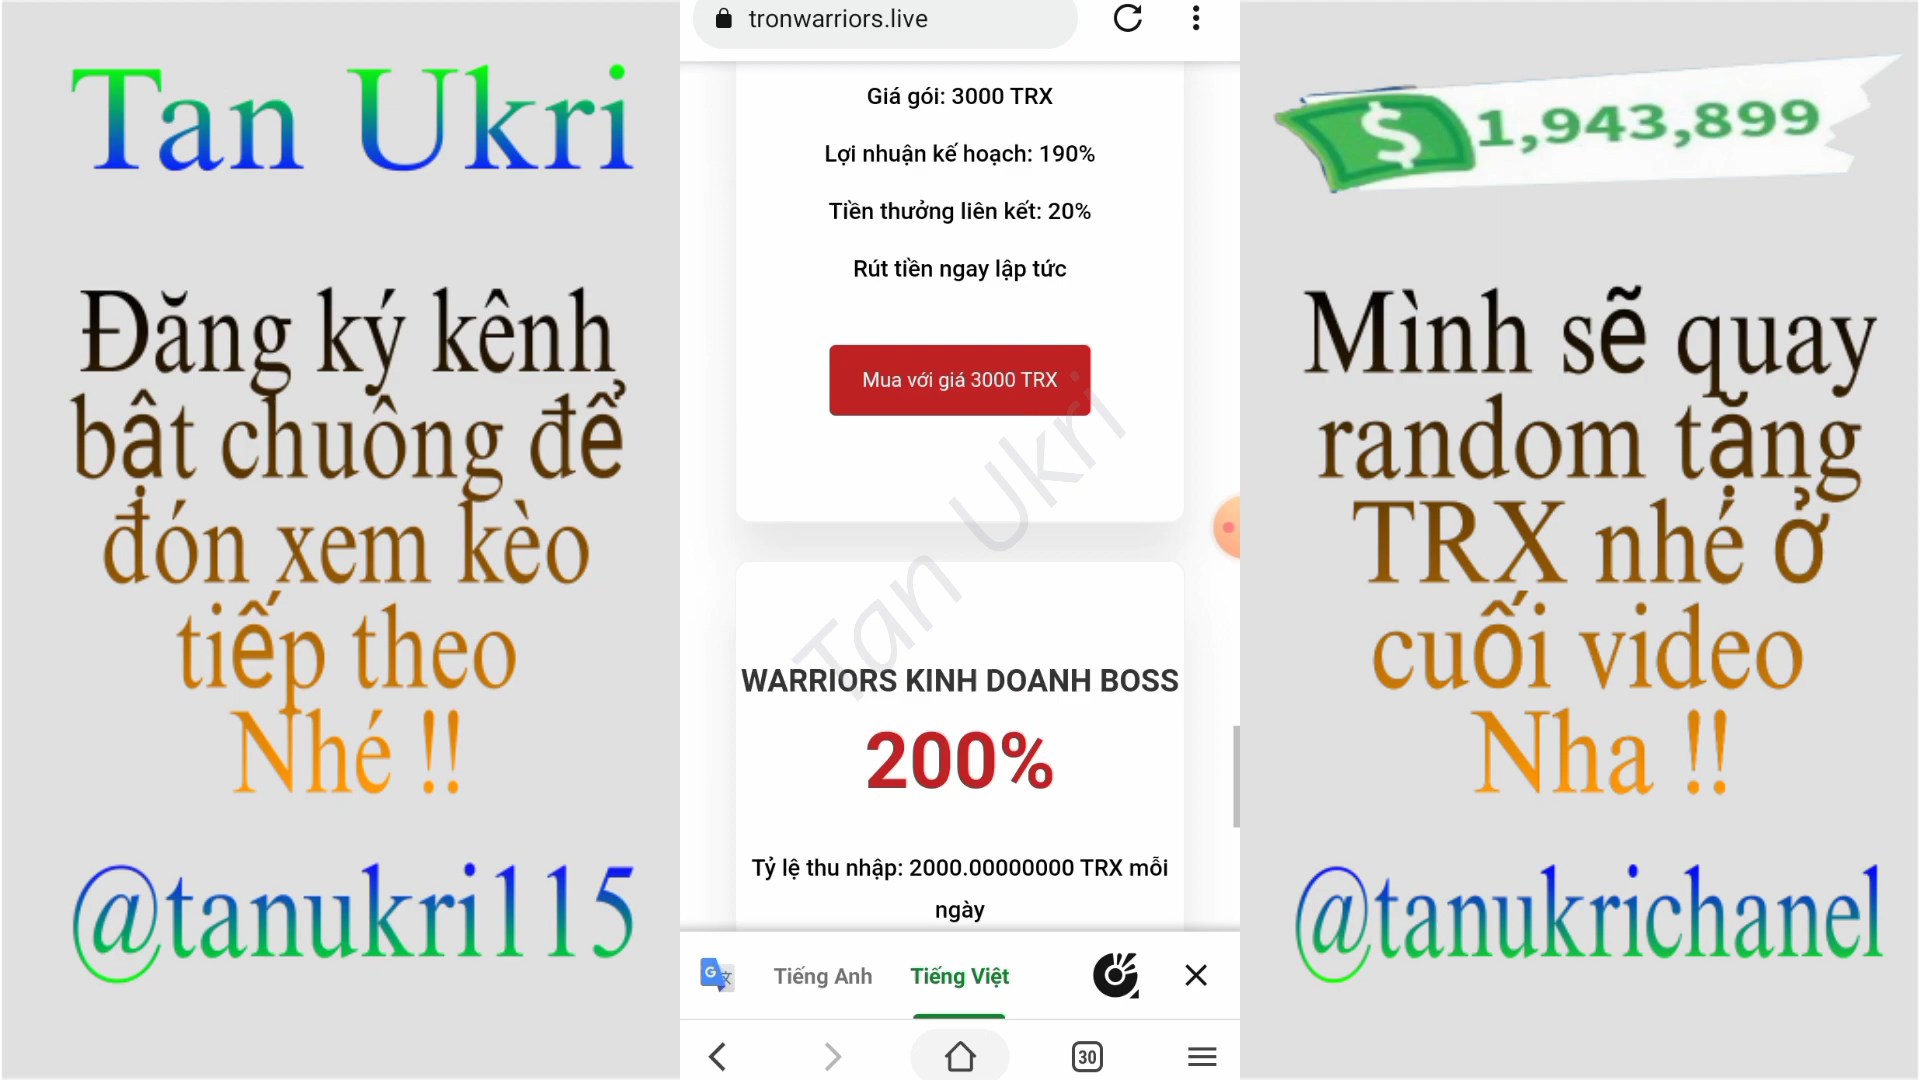 Tan Ukri
Đăng ký kênh
bật chuông để
đón xem kèo
tiếp theo
Nhé !!
@tanukri115
tronwarriors.live
Giá gói: 3000 TRX
Lợi nhuận kế hoạch: 190%
Tiền thưởng liên kết: 20%
Rút tiền ngay lập tức
Mua với giá 3000 TRX
Tan Ukri
WARRIORS KINH DOANH BOSS
200%
Tỷ lệ thu nhập: 2000.00000000 TRX mỗi
ngày
Tiếng Anh
Tiếng Việt
30
$ 1,943,899
Mình sẽ quay
random tặng
TRX nhé ở
cuối video
Nha !!
@tanukrichanel